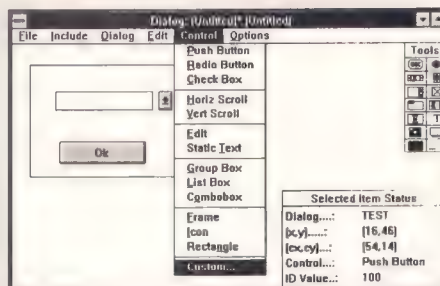 Dialog: (Untitled)* (Untitled)
File Include Dialog Edit Control Options
Push Button
Radio Button
Check Box
Horiz Scroll
Vert Scroll
Edit
Static Text
Group Box
List Box
Combobox
Frame
Icon
Rectangle
Custom...
Ok
Tools
Selected Item Status
Dialog....: TEST
(x,y).....: (16,46)
(cx,cy)...: (54,14)
Control...: Push Button
ID Value..: 100